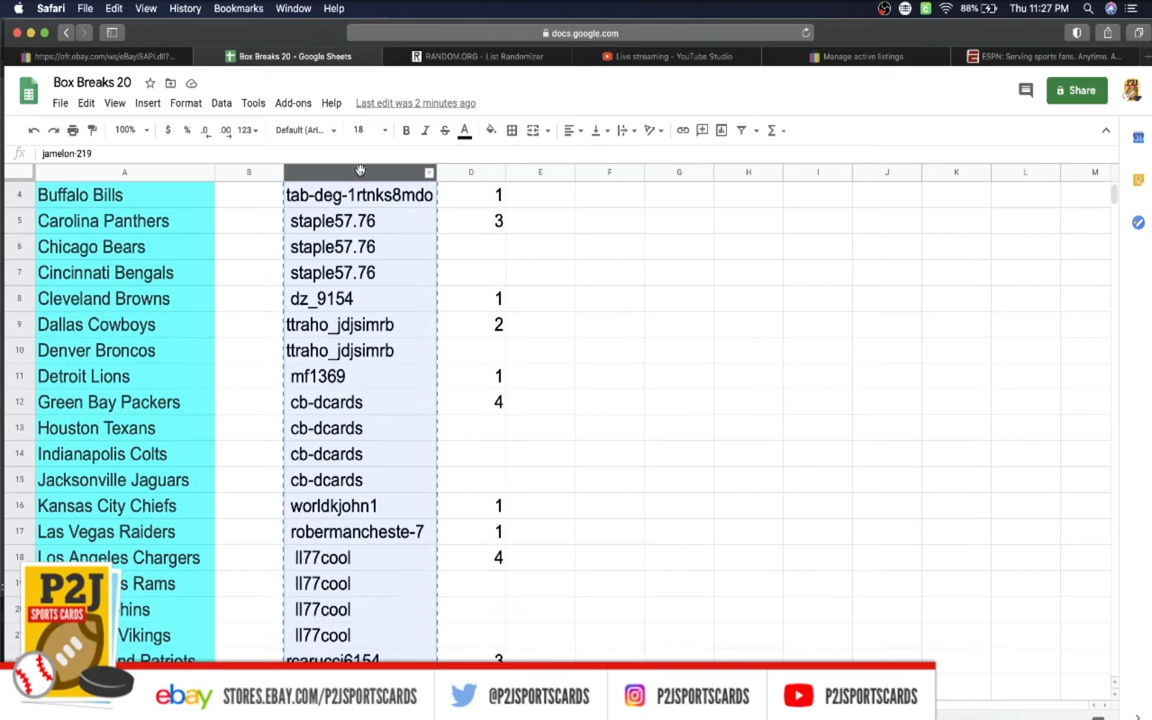 Safari File Edit View History Bookmarks Window Help 88% Thu 11:27 PM
docs.google.com
https://ofr.ebay.com/ws/eBayISAPI.dll?... Box Breaks 20 - Google Sheets RANDOM.ORG - List Randomizer Live streaming - YouTube Studio Manage active listings ESPN: Serving sports fans. Anytime. A...
Box Breaks 20
File Edit View Insert Format Data Tools Add-ons Help Last edit was 2 minutes ago
Share
100% $ % .0 .00 123 Default (Ari... 18 B I S A
fx jamelon-219
A B D E F G H I J K L M
4 Buffalo Bills tab-deg-1rtnks8mdo 1
5 Carolina Panthers staple57.76 3
6 Chicago Bears staple57.76
7 Cincinnati Bengals staple57.76
8 Cleveland Browns dz_9154 1
9 Dallas Cowboys ttraho_jdjsimrb 2
10 Denver Broncos ttraho_jdjsimrb
11 Detroit Lions mf1369 1
12 Green Bay Packers cb-dcards 4
13 Houston Texans cb-dcards
14 Indianapolis Colts cb-dcards
15 Jacksonville Jaguars cb-dcards
16 Kansas City Chiefs worldkjohn1 1
17 Las Vegas Raiders robermancheste-7 1
18 Los Angeles Chargers ll77cool 4
s Rams ll77cool
hins ll77cool
Vikings ll77cool
nd Patriots rcarucci6154 3
P2J
SPORTS CARDS
ebay STORES.EBAY.COM/P2JSPORTSCARDS @P2JSPORTSCARDS P2JSPORTSCARDS P2JSPORTSCARDS